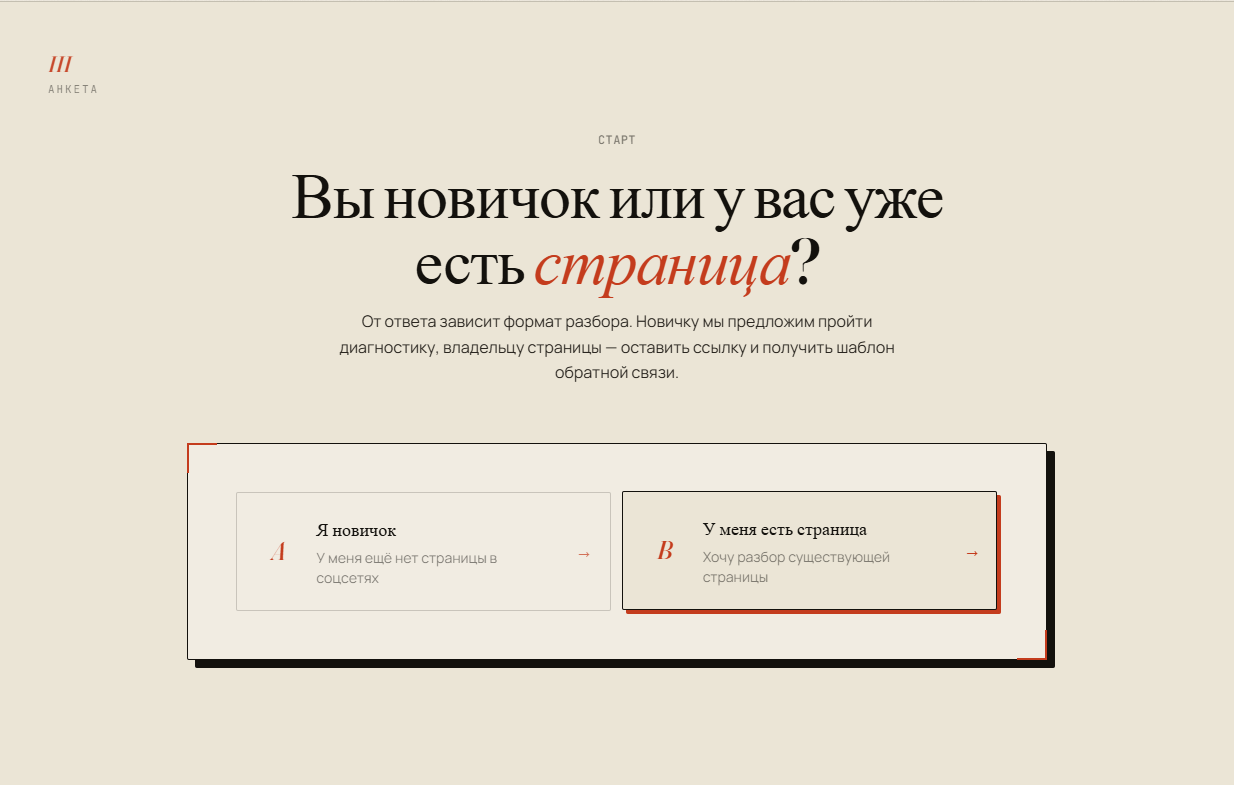 III
АНКЕТА
СТАРТ
Вы новичок или у вас уже
есть страница?
От ответа зависит формат разбора. Новичку мы предложим пройти
диагностику, владельцу страницы — оставить ссылку и получить шаблон
обратной связи.
A
Я новичок
У меня ещё нет страницы в
соцсетях
→
B
У меня есть страница
Хочу разбор существующей
страницы
→